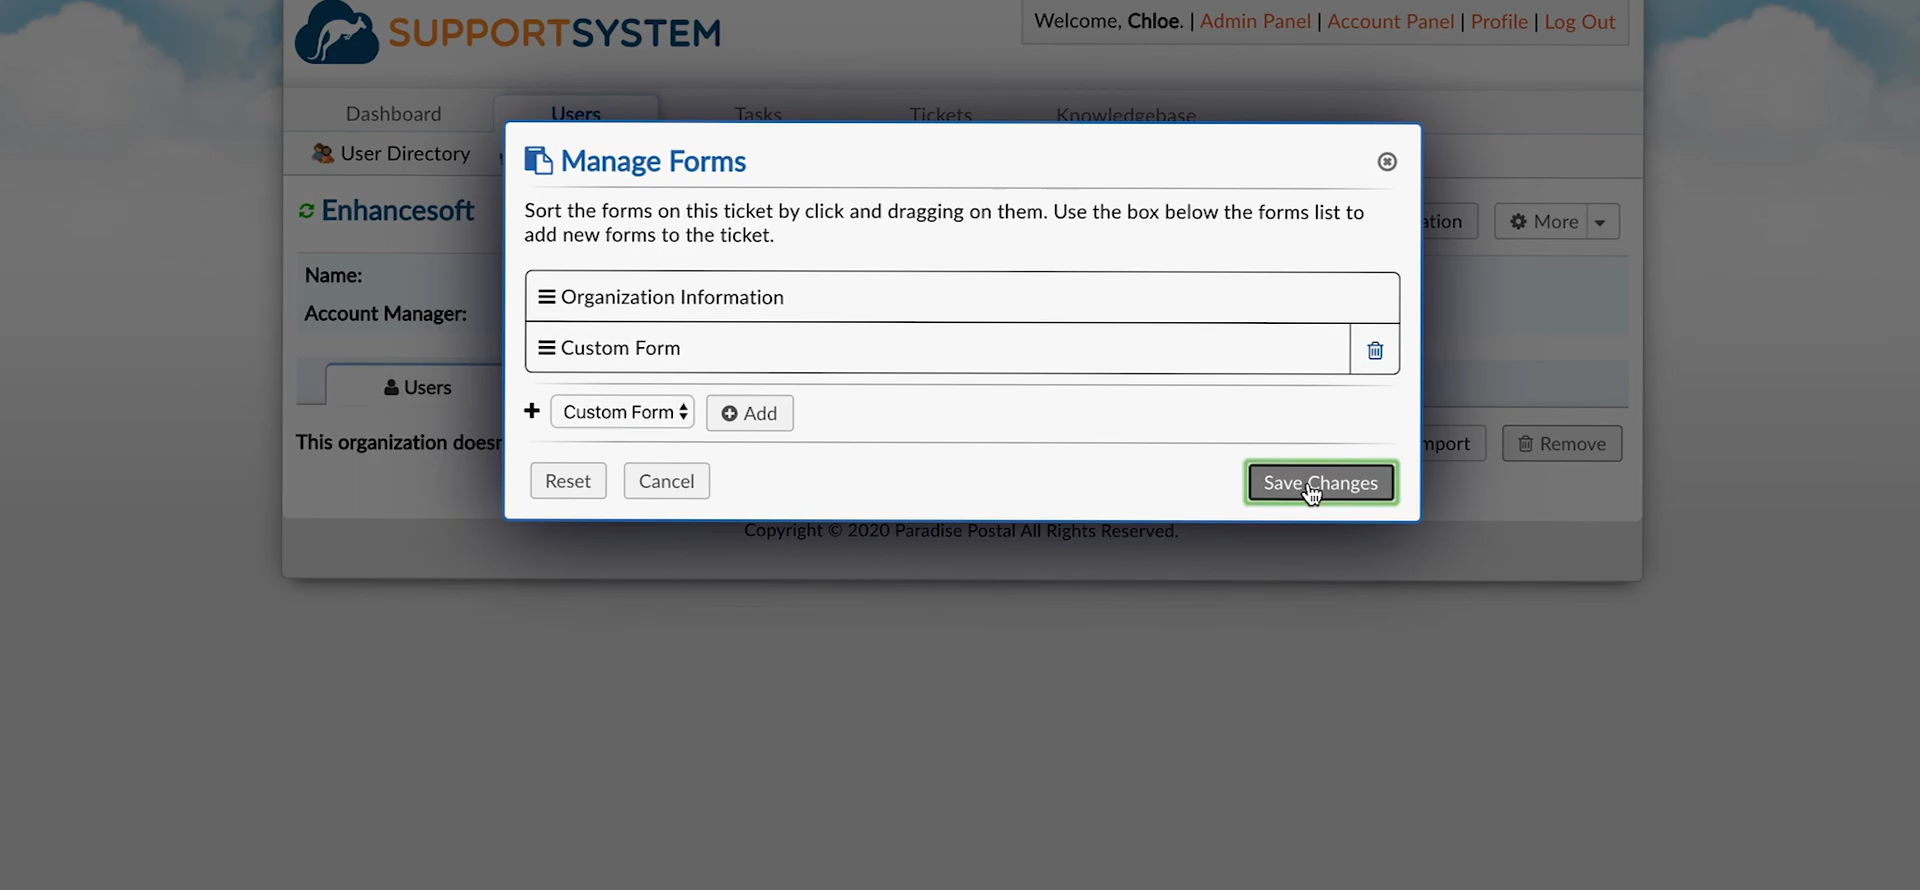 SUPPORTSYSTEM
Welcome, Chloe. | Admin Panel | Account Panel | Profile | Log Out
Dashboard Users Tasks Tickets Knowledgebase
User Directory
Manage Forms
Sort the forms on this ticket by click and dragging on them. Use the box below the forms list to
add new forms to the ticket.
Enhancesoft
More
Name:
Organization Information
Account Manager:
Custom Form
Users
Custom Form Add
This organization
Remove
Reset Cancel Save Changes
Copyright © 2020 Paradise Postal All Rights Reserved.